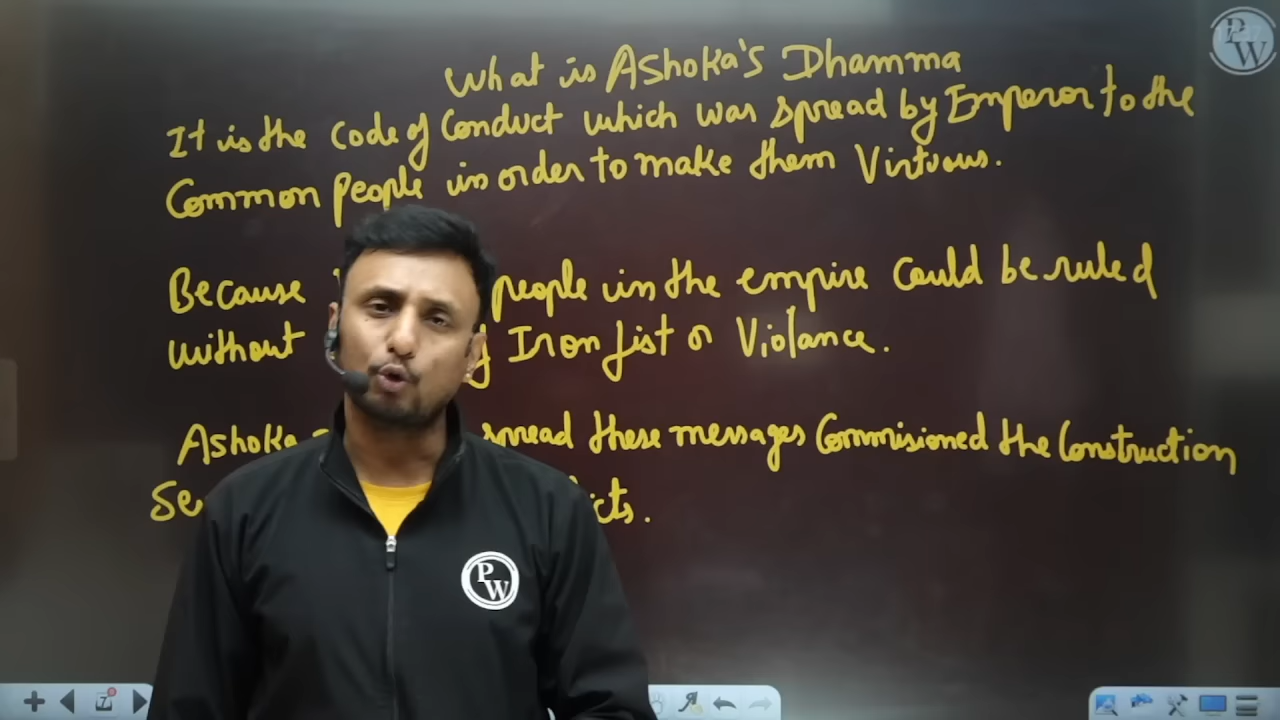 What is Ashoka's Dhamma
It is the Code of Conduct which was spread by Emperor to the
Common people in order to make them Virtuous.
Because people in the empire could be ruled
without Iron fist or Violance.
Ashoka spread these messages Commisioned the Construction
PW
PW